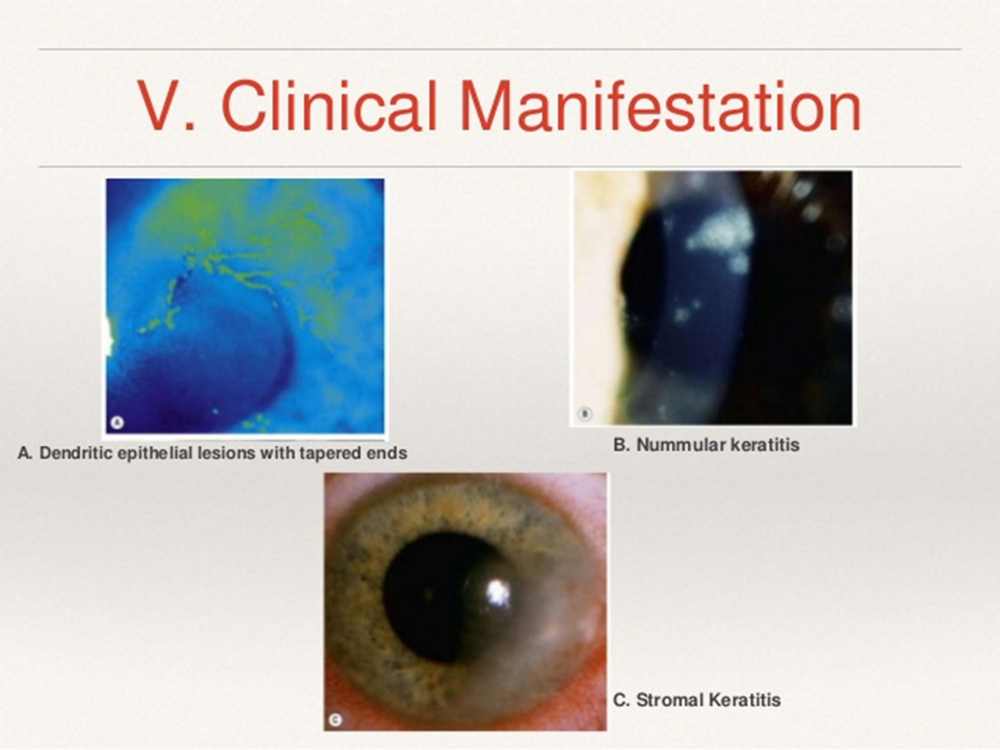 V. Clinical Manifestation
A
B
A. Dendritic epithelial lesions with tapered ends
B. Nummular keratitis
C
C. Stromal Keratitis